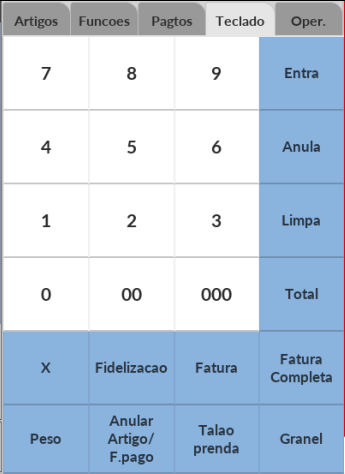 Artigos Funcoes Pagtos Teclado Oper.
7 8 9 Entra
4 5 6 Anula
1 2 3 Limpa
0 00 000 Total
X Fidelizacao Fatura Fatura
Completa
Peso Anular
Artigo/
F.pago
Talao
prenda
Granel